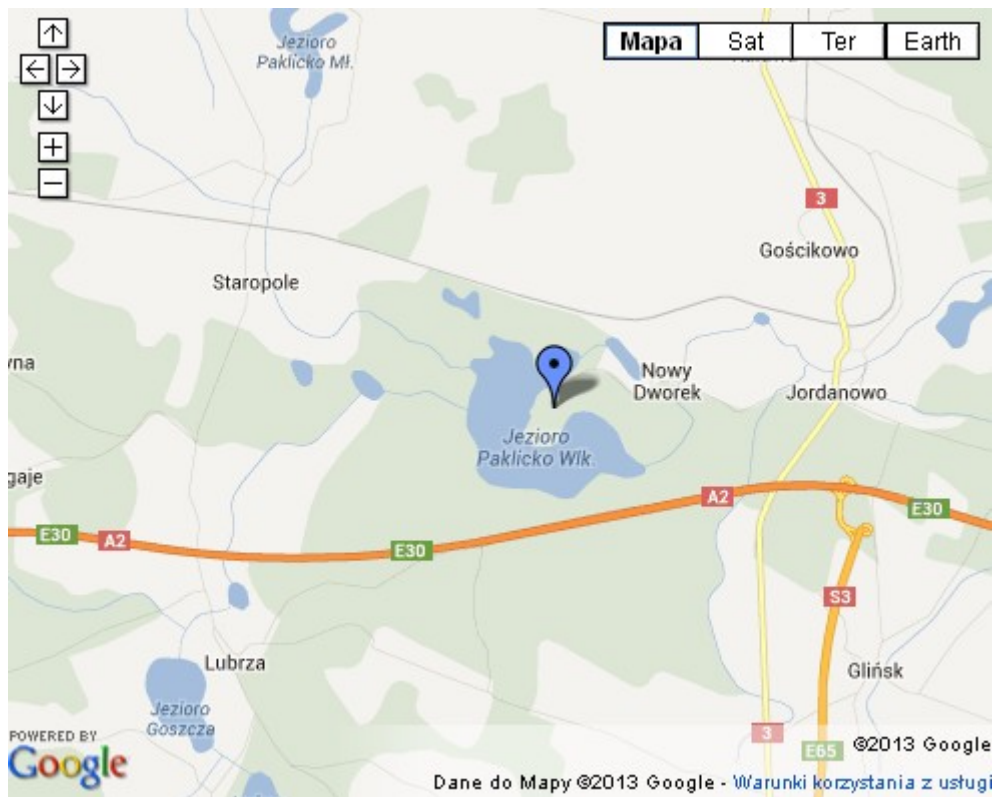 Jezioro
Paklicko Mł.
Mapa
Sat
Ter
Earth
3
Gościkowo
Staropole
yna
Nowy
Dworek
Jordanowo
Jezioro
Paklicko Wlk.
gaje
A2
E30
E30
A2
E30
S3
Lubrza
Glińsk
Jezioro
Goszcza
3
E65
POWERED BY
Google
©2013 Google
Dane do Mapy ©2013 Google - Warunki korzystania z usługi